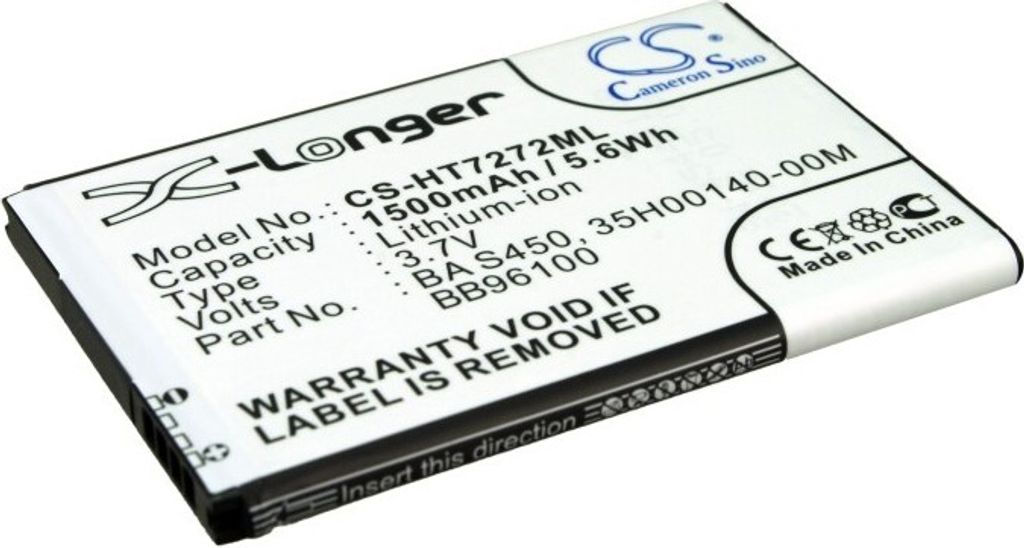 CS
Cameron Sino
X-Longer
Model No. : CS-HT7272ML
Capacity : 1500mAh / 5.6Wh
Type : Lithium-ion
Volts : 3.7V
Part No. : BA S450, 35H00140-00M
BB96100
CE
Made In China
WARRANTY VOID IF
LABEL IS REMOVED
Insert this direction